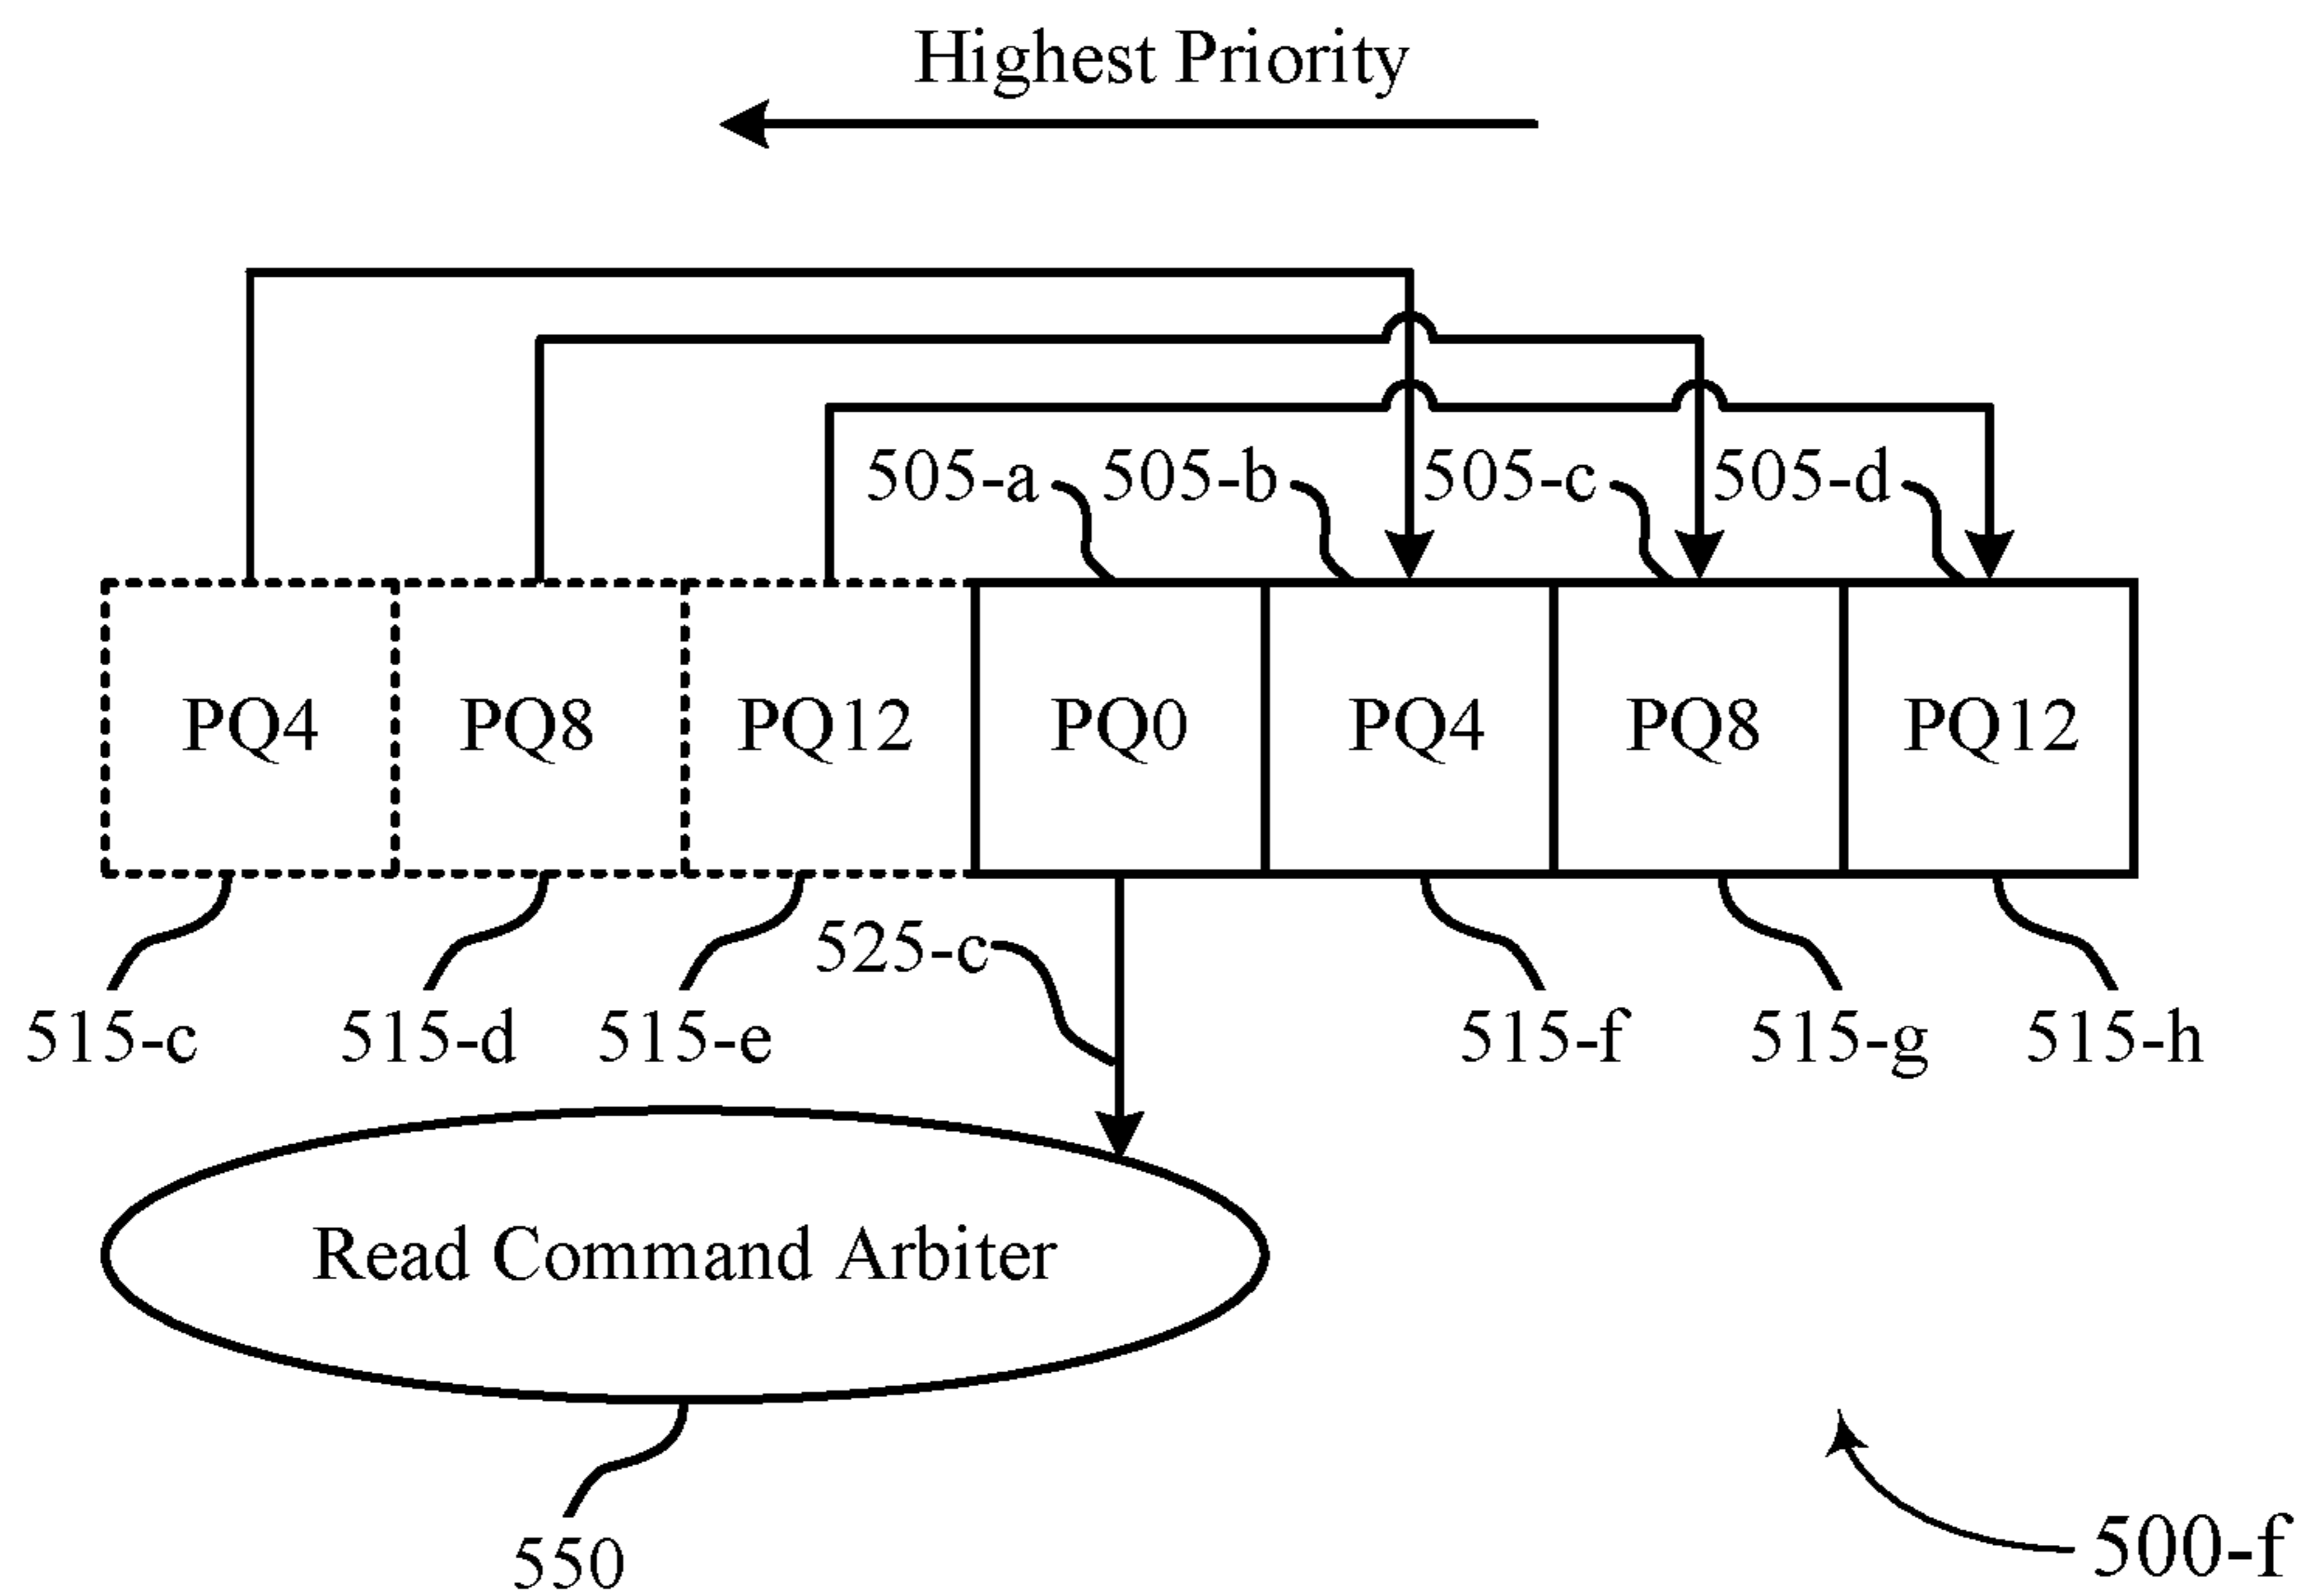 Highest Priority
505-a 505-b 505-c 505-d
PQ4 PQ8 PQ12 PQ0 PQ4 PQ8 PQ12
525-c
515-c 515-d 515-e 515-f 515-g 515-h
Read Command Arbiter
550
500-f